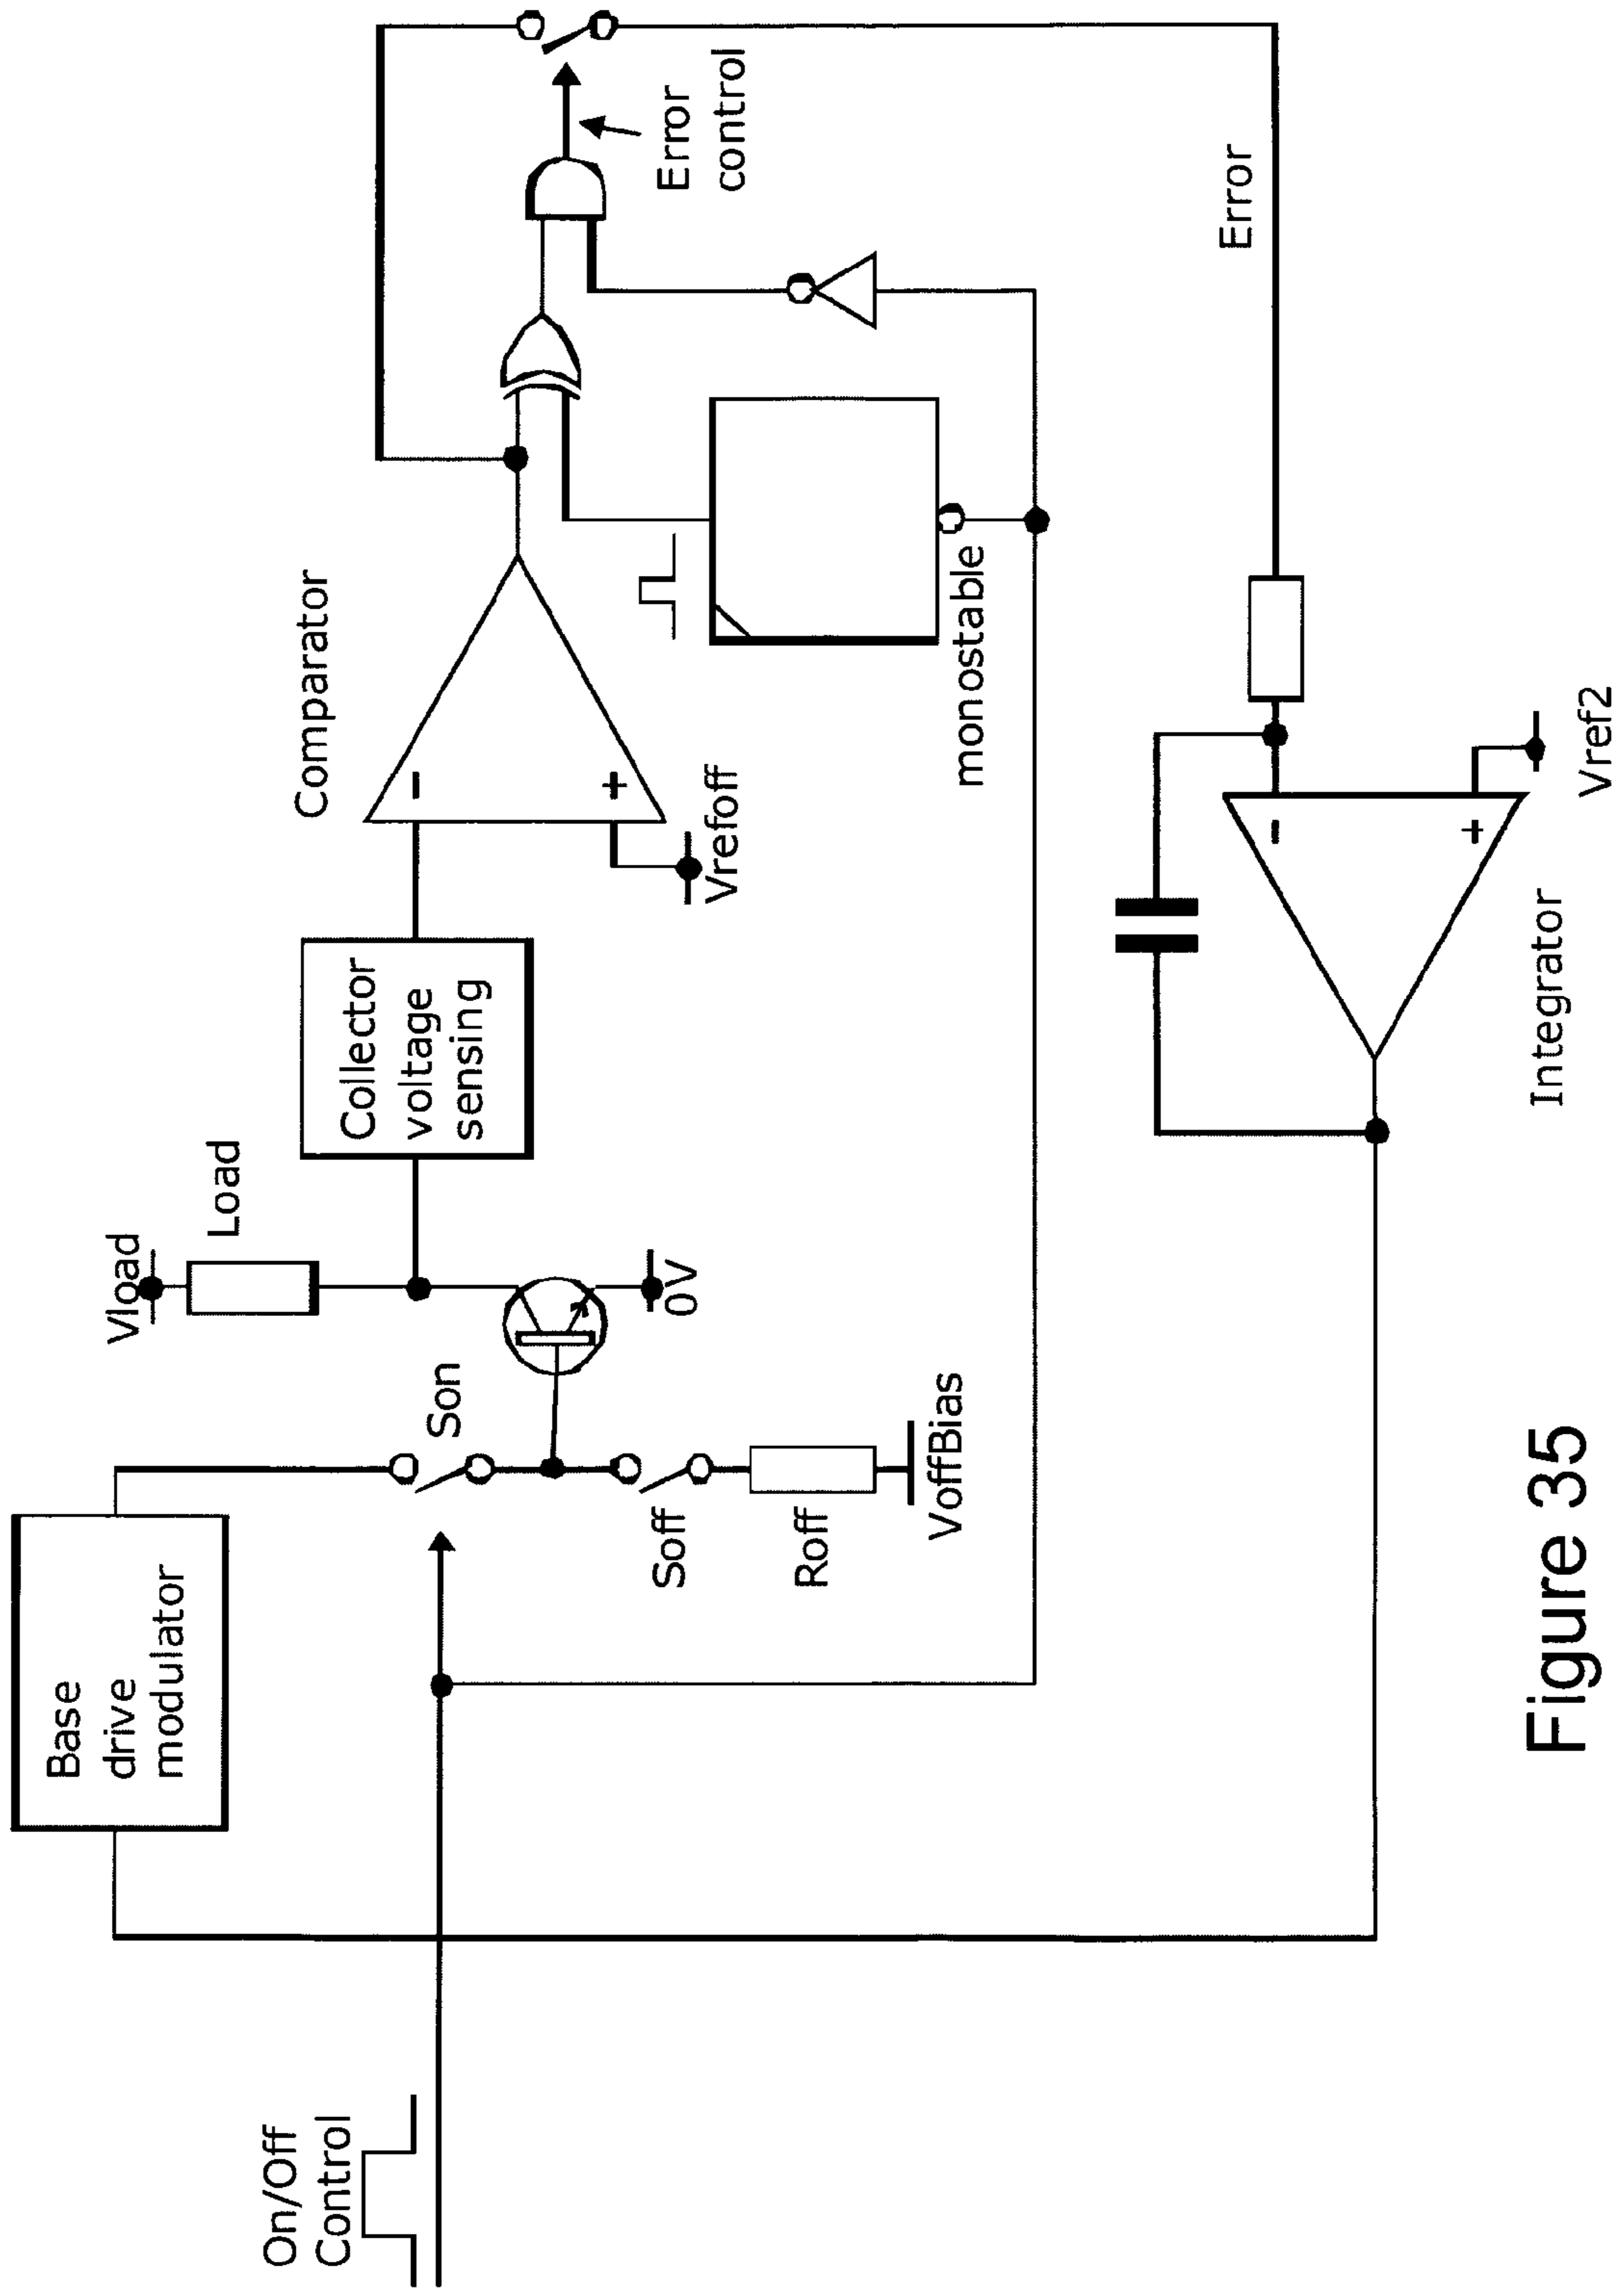 On/Off
Control
Base
drive
modulator
Son
Soff
Roff
VoffBias
Vload
Load
0V
Collector
voltage
sensing
Comparator
-
+
Vrefoff
monostable
Error
control
Error
-
+
Vref2
Integrator
Figure 35